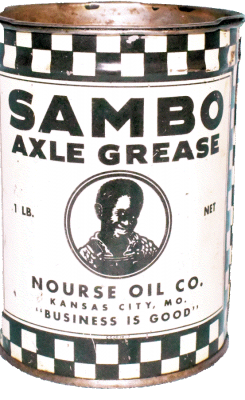 SAMBO
AXLE GREASE
1 LB. NET
NOURSE OIL CO.
KANSAS CITY, MO.
"BUSINESS IS GOOD"